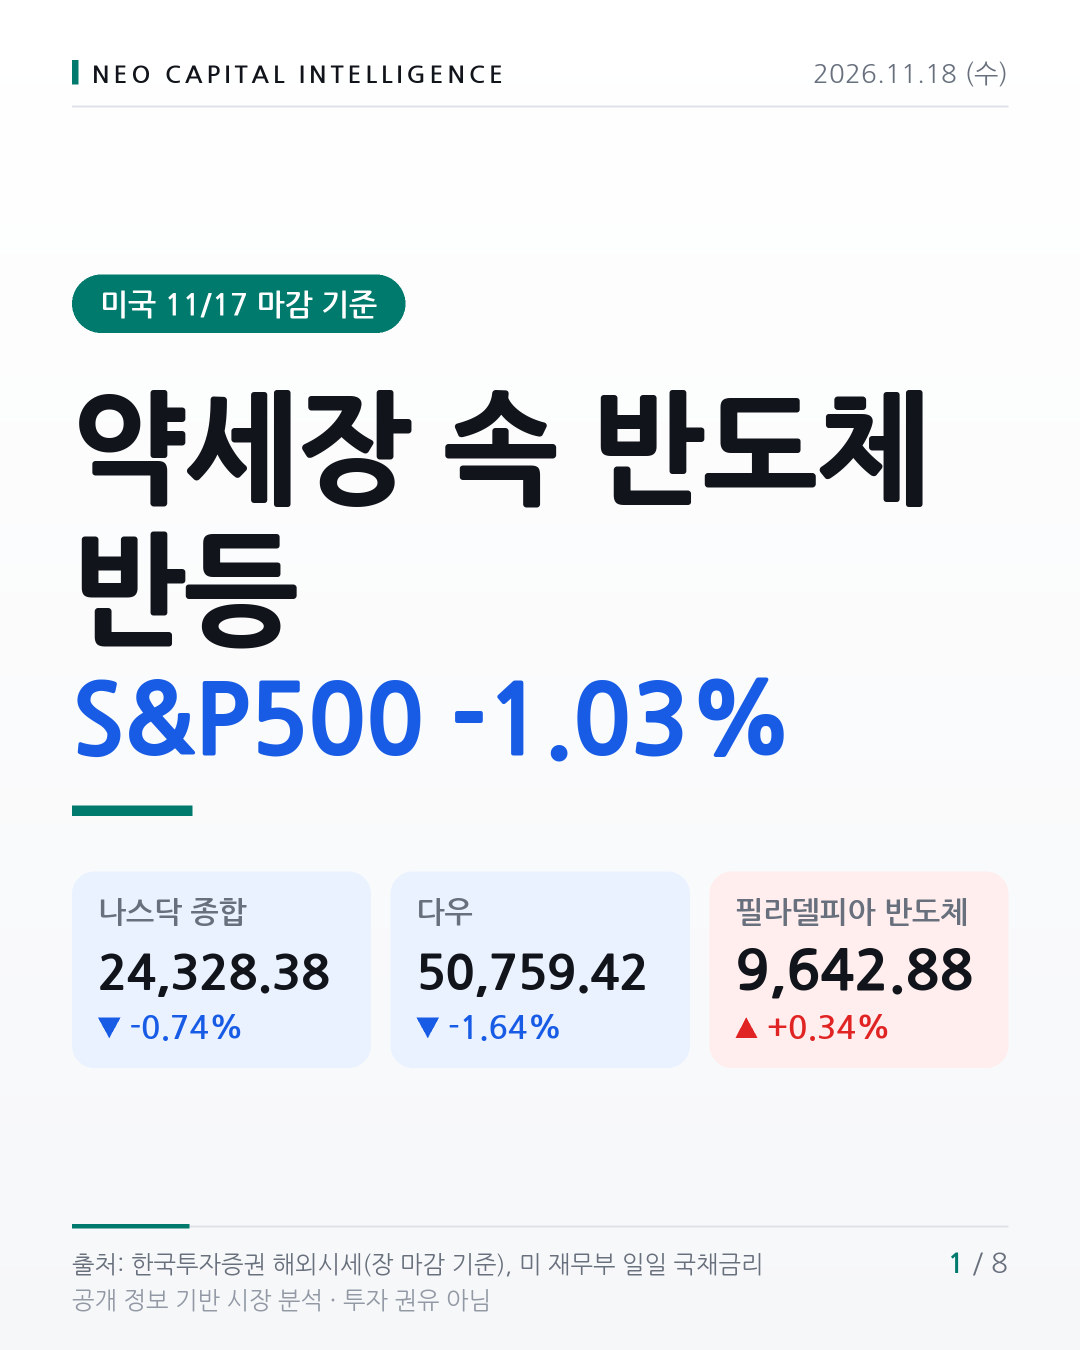 NEO CAPITAL INTELLIGENCE
2026.11.18 (수)
미국 11/17 마감 기준
약세장 속 반도체
반등
S&P500 -1.03%
나스닥 종합
24,328.38
▼ -0.74%
다우
50,759.42
▼ -1.64%
필라델피아 반도체
9,642.88
▲ +0.34%
출처: 한국투자증권 해외시세(장 마감 기준), 미 재무부 일일 국채금리
1 / 8
공개 정보 기반 시장 분석 · 투자 권유 아님